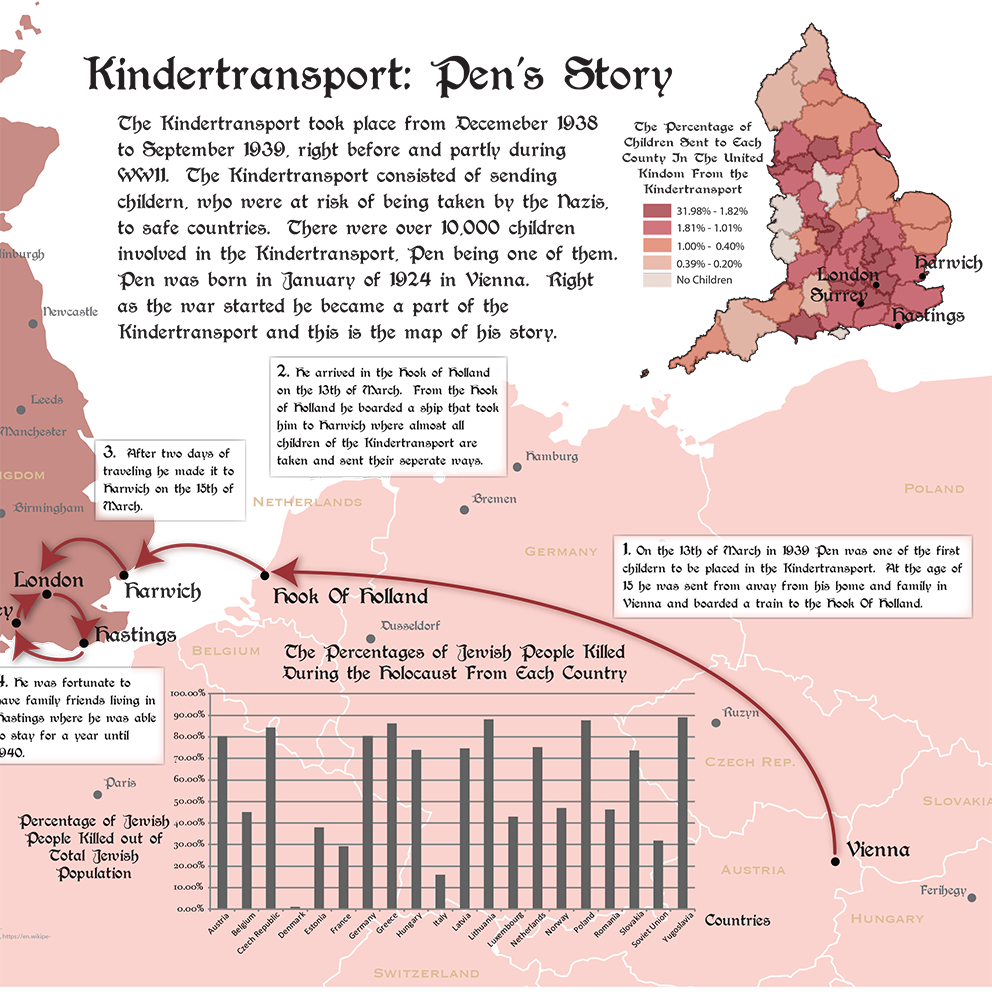 Kindertransport: Pen's Story
The Kindertransport took place from Decemeber 1938
to September 1939, right before and partly during
WWII. The Kindertransport consisted of sending
childern, who were at risk of being taken by the Nazis,
to safe countries. There were over 10,000 children
involved in the Kindertransport, Pen being one of them.
Pen was born in January of 1924 in Vienna. Right
as the war started he became a part of the
Kindertransport and this is the map of his story.
The Percentage of
Children Sent to Each
County In The United
Kindom From the
Kindertransport
31.98% - 1.82%
1.81% - 1.01%
1.00% - 0.40%
0.39% - 0.20%
No Children
Harwich
London
Surrey
Hastings
inburgh
Newcastle
Leeds
Manchester
NGDOM
Birmingham
2. He arrived in the Hook of Holland
on the 13th of March. From the Hook
of Holland he boarded a ship that took
him to Harwich where almost all
children of the Kindertransport are
taken and sent their seperate ways.
3. After two days of
traveling he made it to
Harwich on the 15th of
March.
Hamburg
Bremen
NETHERLANDS
POLAND
GERMANY
1. On the 13th of March in 1939 Pen was one of the first
childern to be placed in the Kindertransport. At the age of
15 he was sent from away from his home and family in
Vienna and boarded a train to the Hook Of Holland.
London
Harwich
Hook Of Holland
ey
Hastings
Dusseldorf
BELGIUM
4. He was fortunate to
have family friends living in
Hastings where he was able
to stay for a year until
1940.
The Percentages of Jewish People Killed
During the Holocaust From Each Country
100.00%
90.00%
80.00%
70.00%
60.00%
50.00%
40.00%
30.00%
20.00%
10.00%
0.00%
Percentage of Jewish
People Killed out of
Total Jewish
Population
Austria
Belgium
Czech Republic
Denmark
Estonia
France
Germany
Greece
Hungary
Italy
Lavia
Lithuania
Luxembourg
Netherlands
Norway
Poland
Romania
Slovakia
Soviet Union
Yugoslavia
Countries
Paris
Ruzyn
CZECH REP.
SLOVAKIA
Vienna
AUSTRIA
Ferihegy
HUNGARY
SWITZERLAND
, https://en.wikipe-